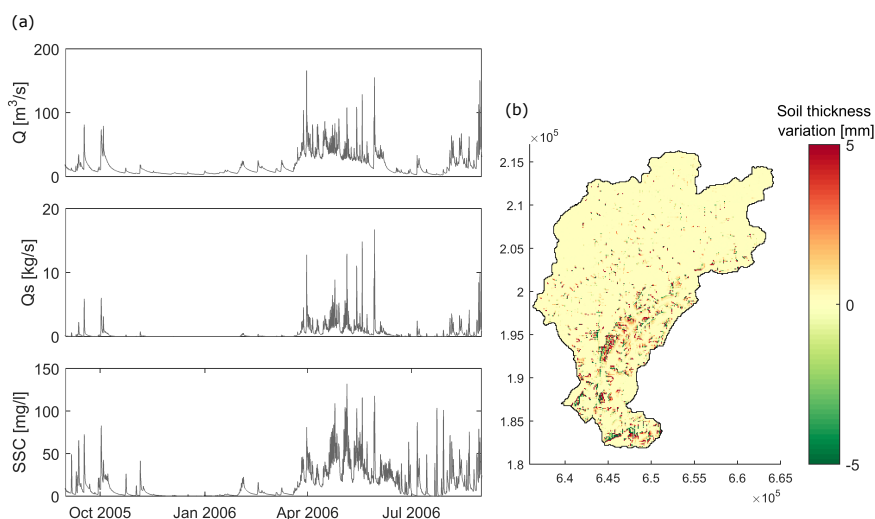 (a)
200
100
0
Q [m³/s]
20
10
0
Qs [kg/s]
150
100
50
0
SSC [mg/l]
Oct 2005
Jan 2006
Apr 2006
Jul 2006
(b)
×10⁵
2.15
2.1
2.05
2
1.95
1.9
1.85
1.8
6.4
6.45
6.5
6.55
6.6
6.65
×10⁵
Soil thickness
variation [mm]
5
0
-5